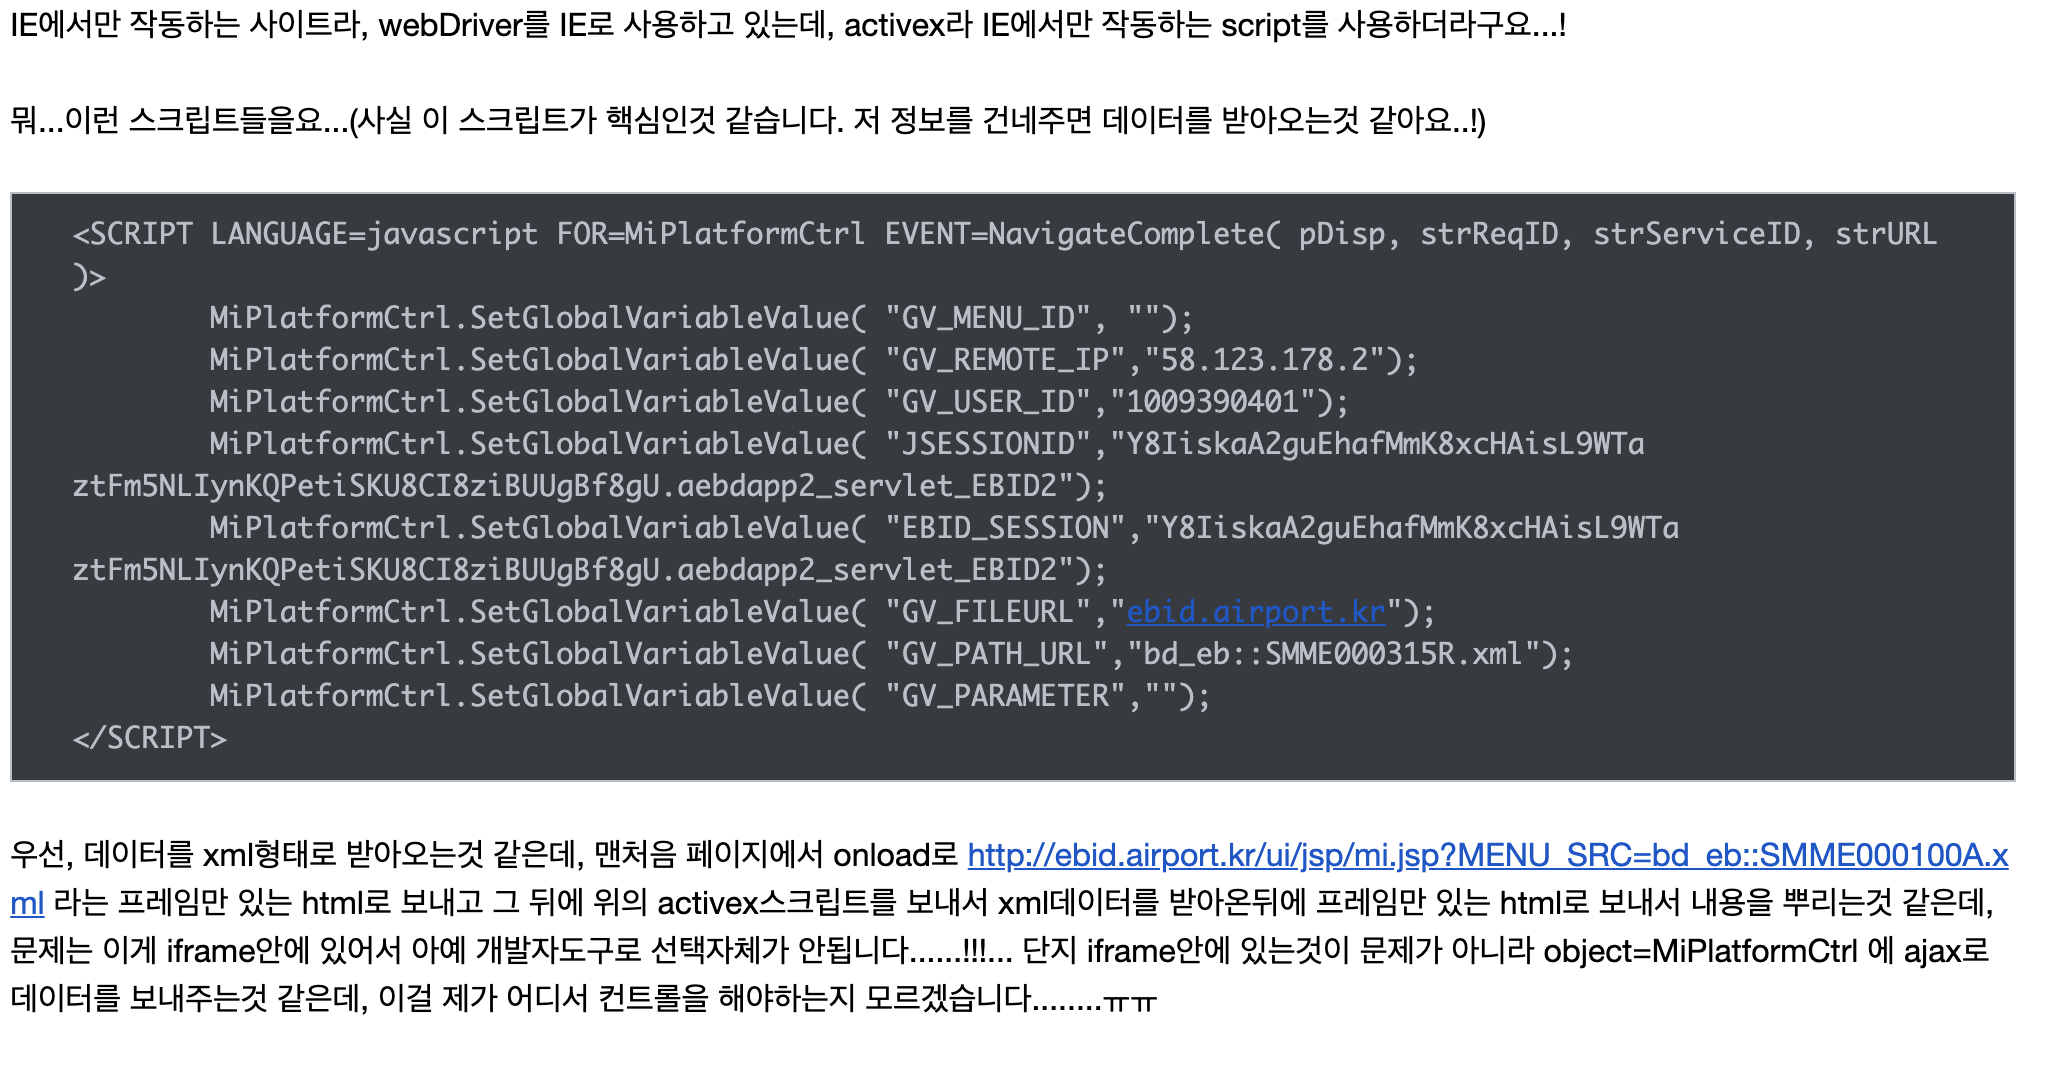 IE에서만 작동하는 사이트라, webDriver를 IE로 사용하고 있는데, activex라 IE에서만 작동하는 script를 사용하더라구요...!
뭐...이런 스크립트들을요...(사실 이 스크립트가 핵심인것 같습니다. 저 정보를 건네주면 데이터를 받아오는것 같아요..!)
<SCRIPT LANGUAGE=javascript FOR=MiPlatformCtrl EVENT=NavigateComplete( pDisp, strReqID, strServiceID, strURL
)>
MiPlatformCtrl.SetGlobalVariableValue( "GV_MENU_ID", "");
MiPlatformCtrl.SetGlobalVariableValue( "GV_REMOTE_IP","58.123.178.2");
MiPlatformCtrl.SetGlobalVariableValue( "GV_USER_ID","1009390401");
MiPlatformCtrl.SetGlobalVariableValue( "JSESSIONID","Y8IiskaA2guEhafMmK8xcHAisL9WTa
ztFm5NLIynKQPetiSKU8CI8ziBUUgBf8gU.aebdapp2_servlet_EBID2");
MiPlatformCtrl.SetGlobalVariableValue( "EBID_SESSION","Y8IiskaA2guEhafMmK8xcHAisL9WTa
ztFm5NLIynKQPetiSKU8CI8ziBUUgBf8gU.aebdapp2_servlet_EBID2");
MiPlatformCtrl.SetGlobalVariableValue( "GV_FILEURL","ebid.airport.kr");
MiPlatformCtrl.SetGlobalVariableValue( "GV_PATH_URL","bd_eb::SMME000315R.xml");
MiPlatformCtrl.SetGlobalVariableValue( "GV_PARAMETER","");
</SCRIPT>
우선, 데이터를 xml형태로 받아오는것 같은데, 맨처음 페이지에서 onload로 http://ebid.airport.kr/ui/jsp/mi.jsp?MENU_SRC=bd_eb::SMME000100A.x
ml 라는 프레임만 있는 html로 보내고 그 뒤에 위의 activex스크립트를 보내서 xml데이터를 받아온뒤에 프레임만 있는 html로 보내서 내용을 뿌리는것 같은데,
문제는 이게 iframe안에 있어서 아예 개발자도구로 선택자체가 안됩니다......!!!... 단지 iframe안에 있는것이 문제가 아니라 object=MiPlatformCtrl 에 ajax로
데이터를 보내주는것 같은데, 이걸 제가 어디서 컨트롤을 해야하는지 모르겠습니다........ㅠㅠ